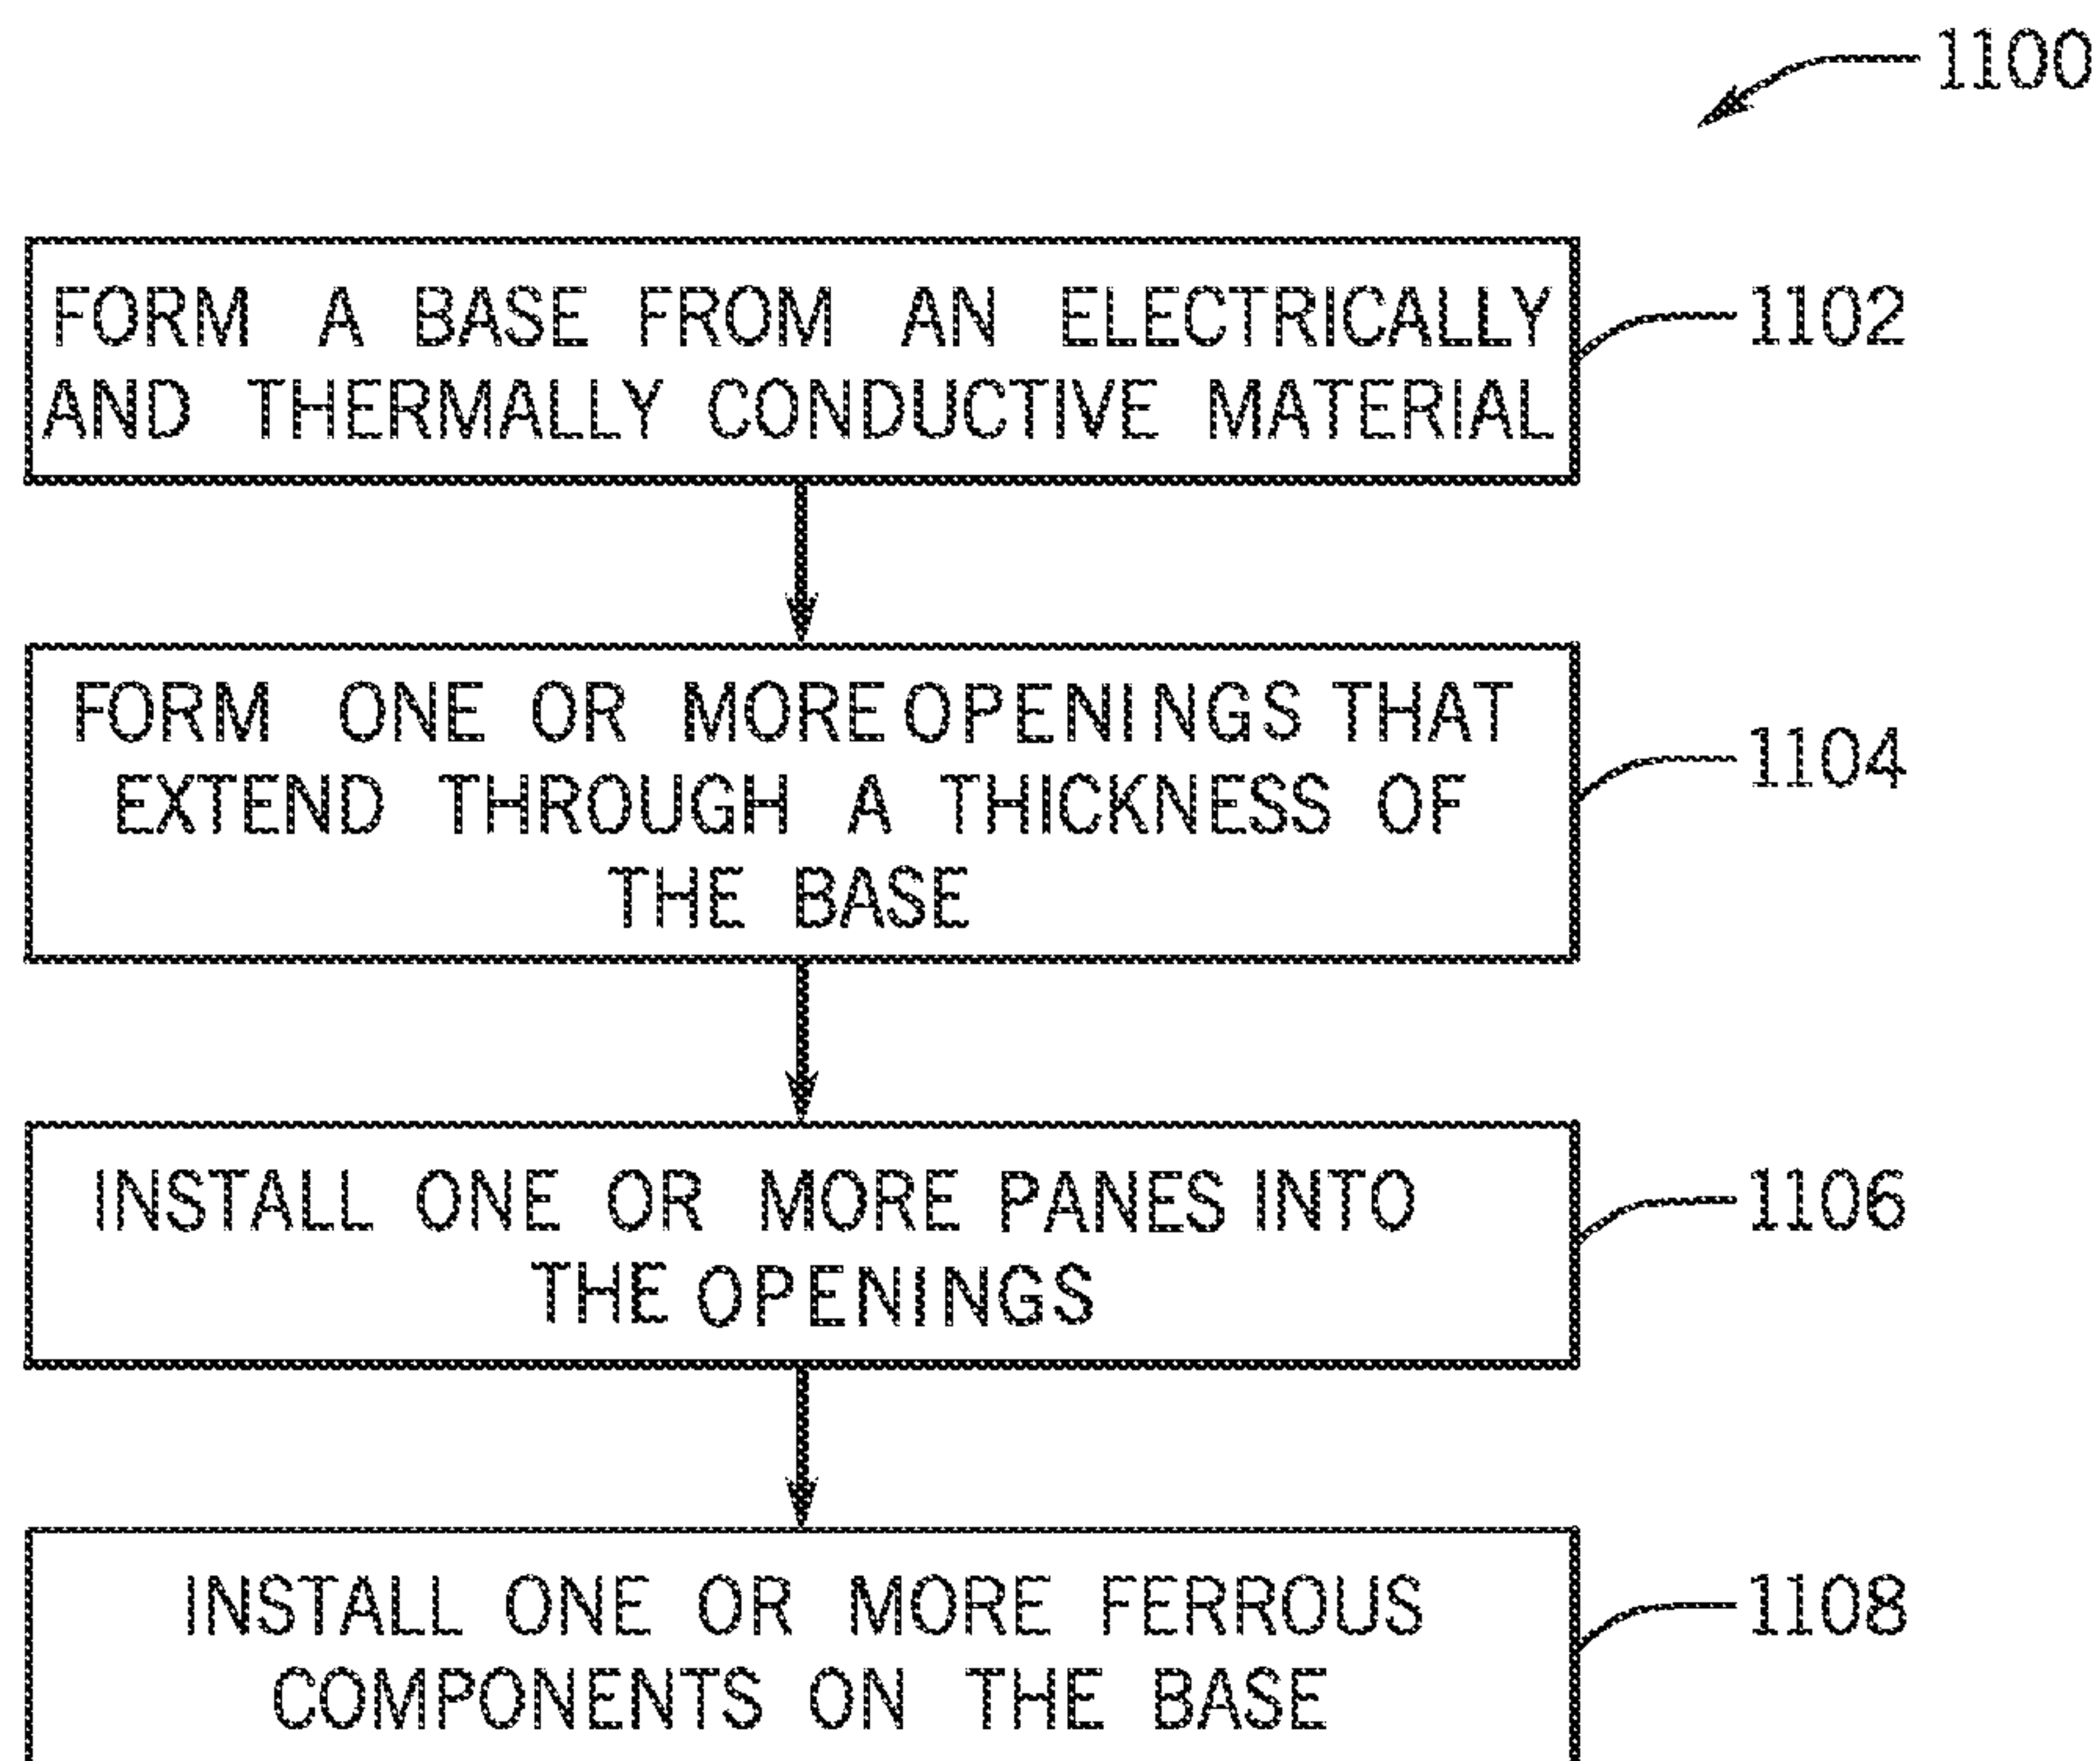 1100
FORM A BASE FROM AN ELECTRICALLY
AND THERMALLY CONDUCTIVE MATERIAL
1102
FORM ONE OR MORE OPENINGS THAT
EXTEND THROUGH A THICKNESS OF
THE BASE
1104
INSTALL ONE OR MORE PANES INTO
THE OPENINGS
1106
INSTALL ONE OR MORE FERROUS
COMPONENTS ON THE BASE
1108